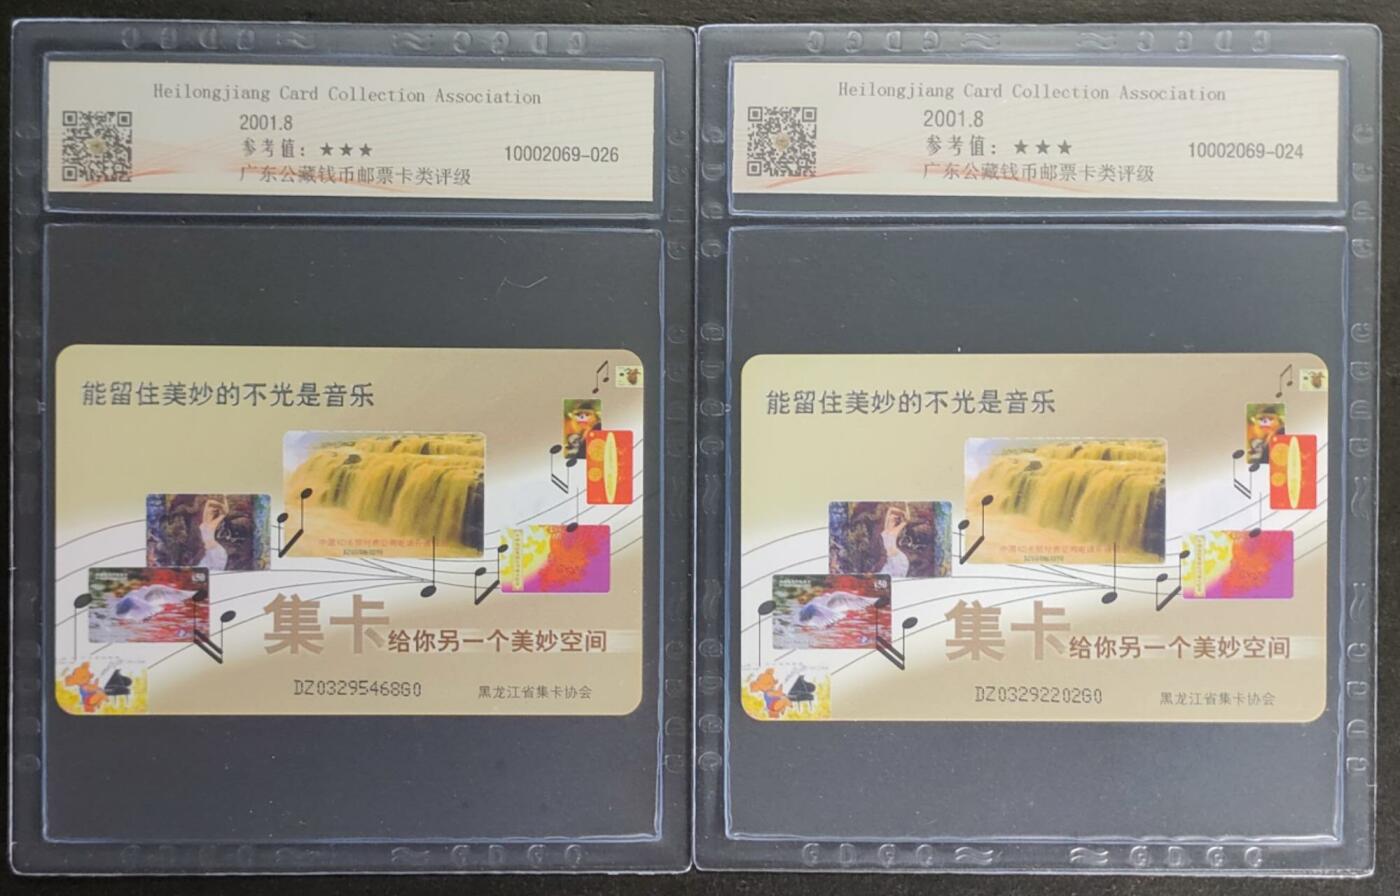 Heilongjiang Card Collection Association
2001.8
参考值：★★★
10002069-026
广东公藏钱币邮票卡类评级
能留住美妙的不光是音乐
集卡给你另一个美妙空间
DZ03295468G0
黑龙江省集卡协会
Heilongjiang Card Collection Association
2001.8
参考值：★★★
10002069-024
广东公藏钱币邮票卡类评级
能留住美妙的不光是音乐
集卡给你另一个美妙空间
DZ03292202G0
黑龙江省集卡协会